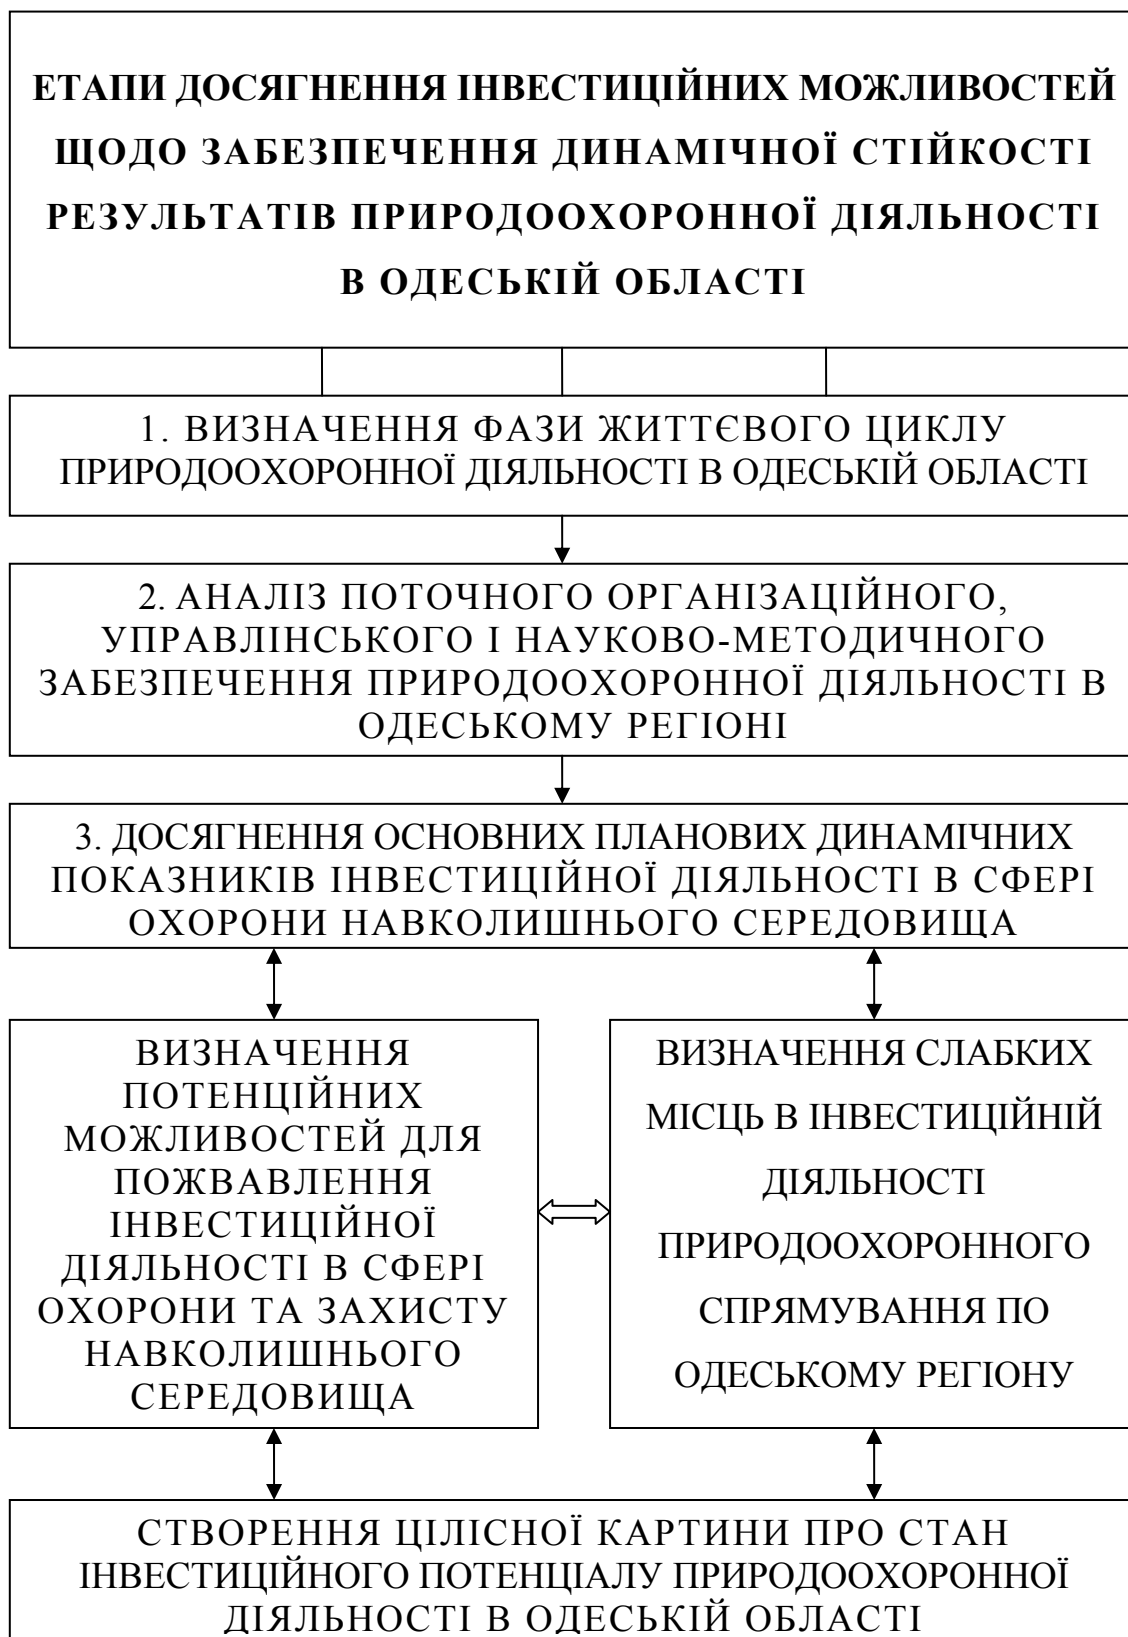 ЕТАПИ ДОСЯГНЕННЯ ІНВЕСТИЦІЙНИХ МОЖЛИВОСТЕЙ
ЩОДО ЗАБЕЗПЕЧЕННЯ ДИНАМІЧНОЇ СТІЙКОСТІ
РЕЗУЛЬТАТІВ ПРИРОДООХОРОННОЇ ДІЯЛЬНОСТІ
В ОДЕСЬКІЙ ОБЛАСТІ
1. ВИЗНАЧЕННЯ ФАЗИ ЖИТТЄВОГО ЦИКЛУ
ПРИРОДООХОРОННОЇ ДІЯЛЬНОСТІ В ОДЕСЬКІЙ ОБЛАСТІ
2. АНАЛІЗ ПОТОЧНОГО ОРГАНІЗАЦІЙНОГО,
УПРАВЛІНСЬКОГО І НАУКОВО-МЕТОДИЧНОГО
ЗАБЕЗПЕЧЕННЯ ПРИРОДООХОРОННОЇ ДІЯЛЬНОСТІ В
ОДЕСЬКОМУ РЕГІОНІ
3. ДОСЯГНЕННЯ ОСНОВНИХ ПЛАНОВИХ ДИНАМІЧНИХ
ПОКАЗНИКІВ ІНВЕСТИЦІЙНОЇ ДІЯЛЬНОСТІ В СФЕРІ
ОХОРОНИ НАВКОЛИШНЬОГО СЕРЕДОВИЩА
ВИЗНАЧЕННЯ
ПОТЕНЦІЙНИХ
МОЖЛИВОСТЕЙ ДЛЯ
ПОЖВАВЛЕННЯ
ІНВЕСТИЦІЙНОЇ
ДІЯЛЬНОСТІ В СФЕРІ
ОХОРОНИ ТА ЗАХИСТУ
НАВКОЛИШНЬОГО
СЕРЕДОВИЩА
ВИЗНАЧЕННЯ СЛАБКИХ
МІСЦЬ В ІНВЕСТИЦІЙНІЙ
ДІЯЛЬНОСТІ
ПРИРОДООХОРОННОГО
СПРЯМУВАННЯ ПО
ОДЕСЬКОМУ РЕГІОНУ
СТВОРЕННЯ ЦІЛІСНОЇ КАРТИНИ ПРО СТАН
ІНВЕСТИЦІЙНОГО ПОТЕНЦІАЛУ ПРИРОДООХОРОННОЇ
ДІЯЛЬНОСТІ В ОДЕСЬКІЙ ОБЛАСТІ